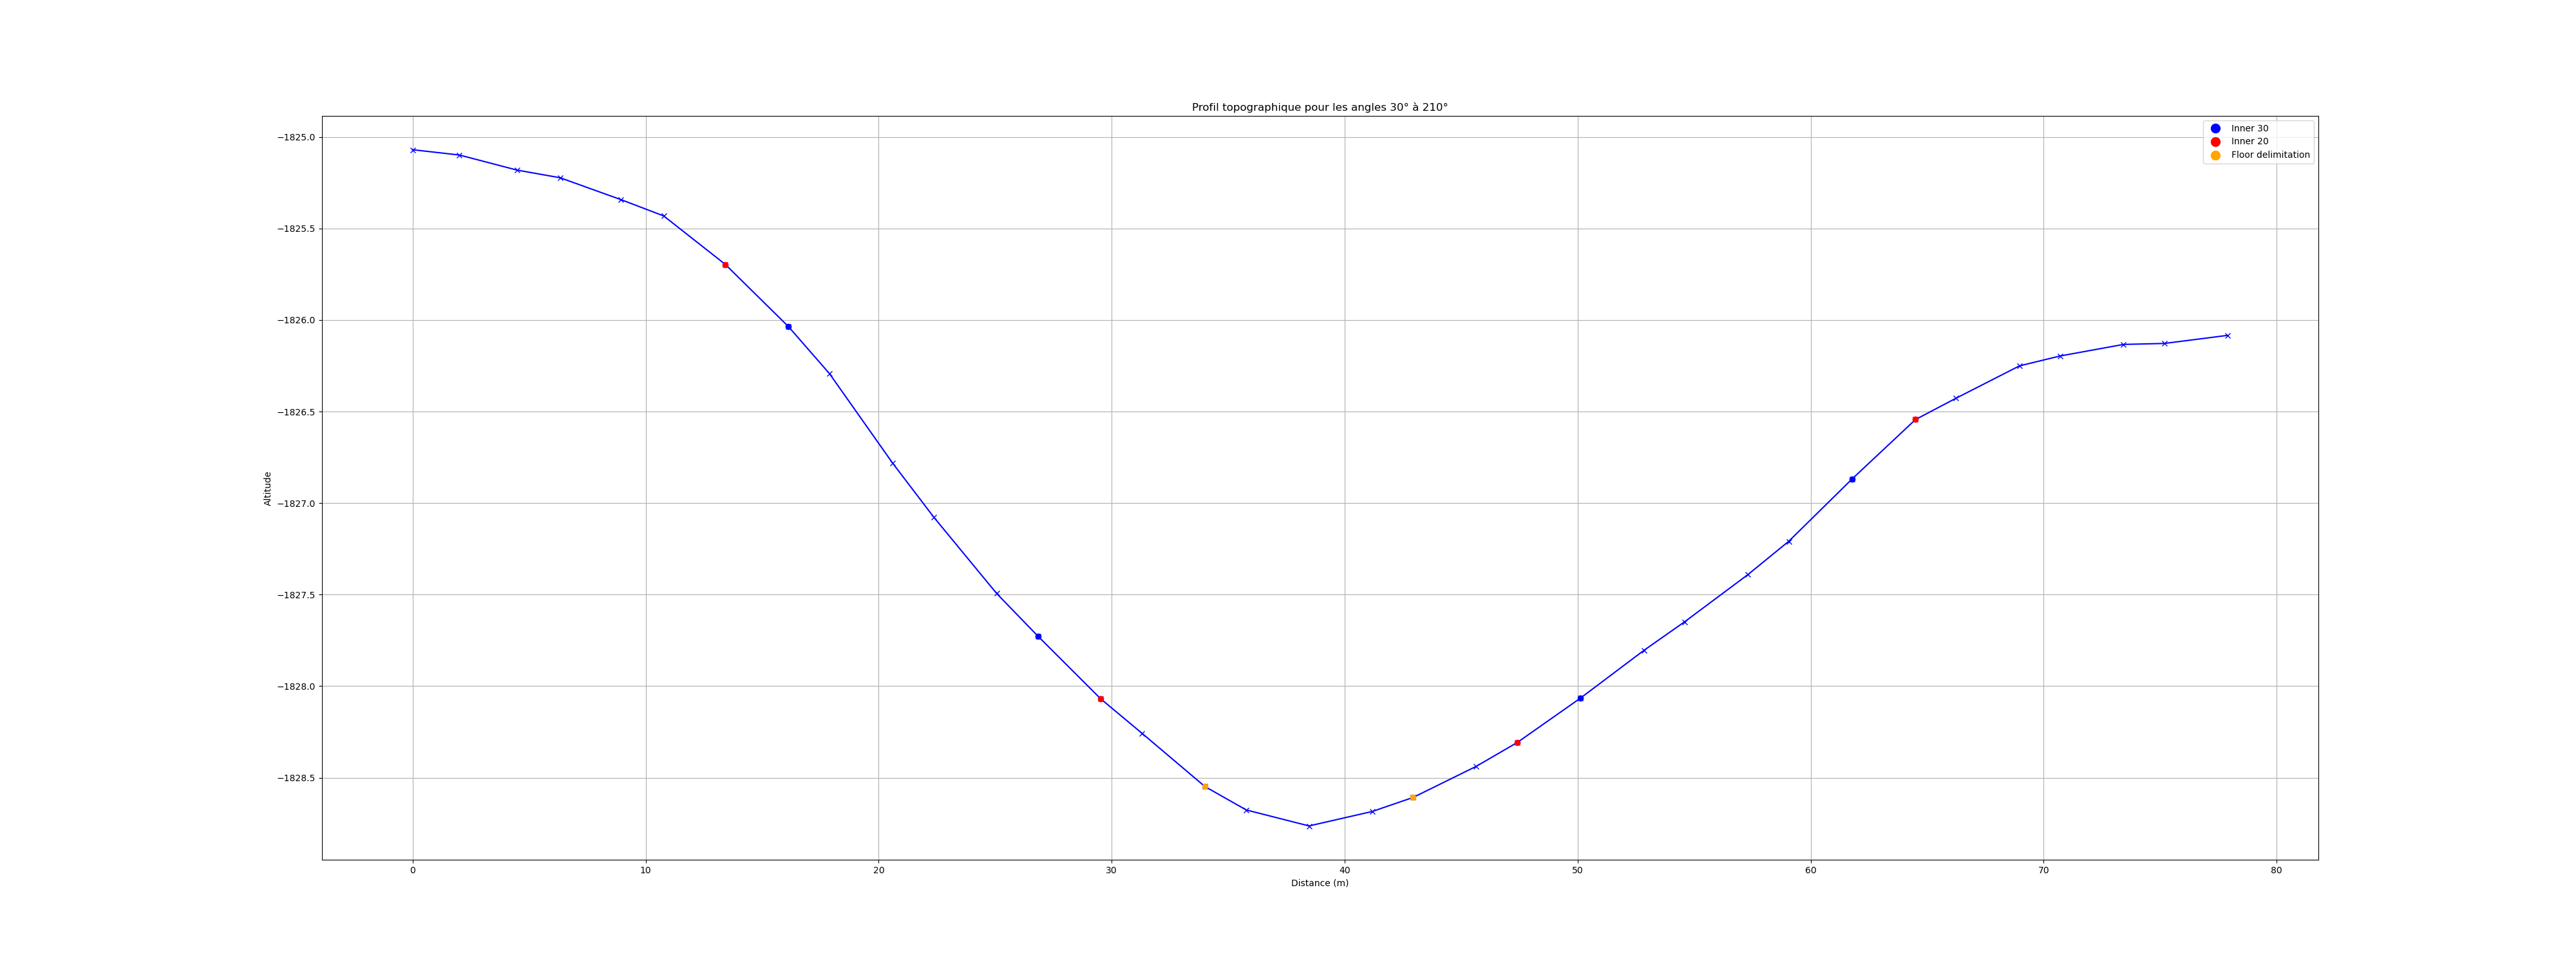 Profil topographique pour les angles 30° à 210°
Inner 30
Inner 20
Floor delimitation
Altitude
−1825.0
−1825.5
−1826.0
−1826.5
−1827.0
−1827.5
−1828.0
−1828.5
0 10 20 30 40 50 60 70 80
Distance (m)